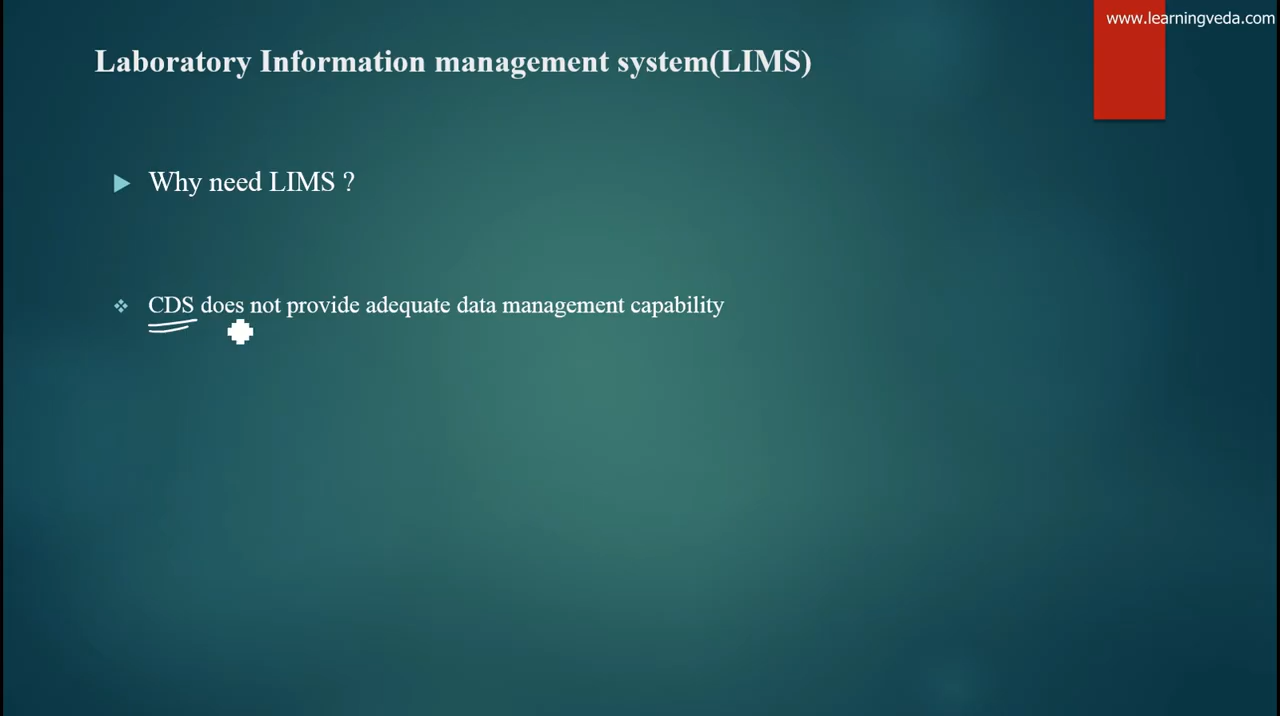 www.learningveda.com
Laboratory Information management system(LIMS)
Why need LIMS ?
CDS does not provide adequate data management capability